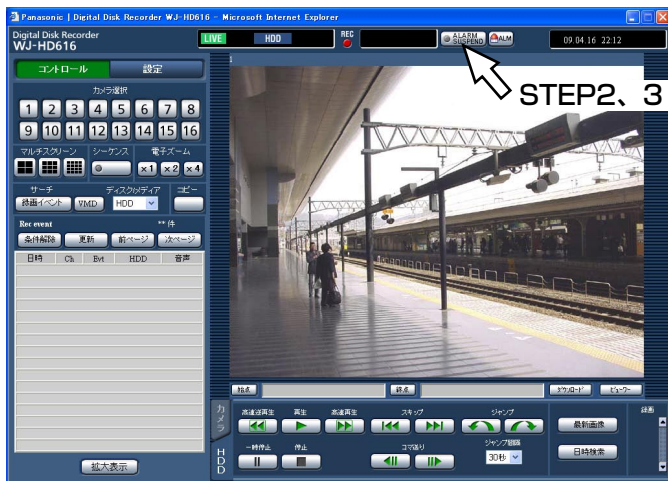 Panasonic | Digital Disk Recorder WJ-HD616 - Microsoft Internet Explorer
Digital Disk Recorder
WJ-HD616
LIVE HDD REC ALARM SUSPEND ALM 09.04.16 22:12
STEP2、3
コントロール 設定
カメラ選択
1 2 3 4 5 6 7 8
9 10 11 12 13 14 15 16
マルチスクリーン シーケンス 電子ズーム
x1 x2 x4
サーチ ディスク/メディア コピー
録画イベント VMD HDD
Rec event ** 件
条件解除 更新 前ページ 次ページ
日時 Ch Evt HDD 音声
拡大表示
1
始点 終点 ダウンロード ビューワー
カメラ
HDD
高速逆再生 再生 高速再生 スキップ ジャンプ
一時停止 停止 コマ送り ジャンプ間隔
30秒
最新画像
日時検索
録画